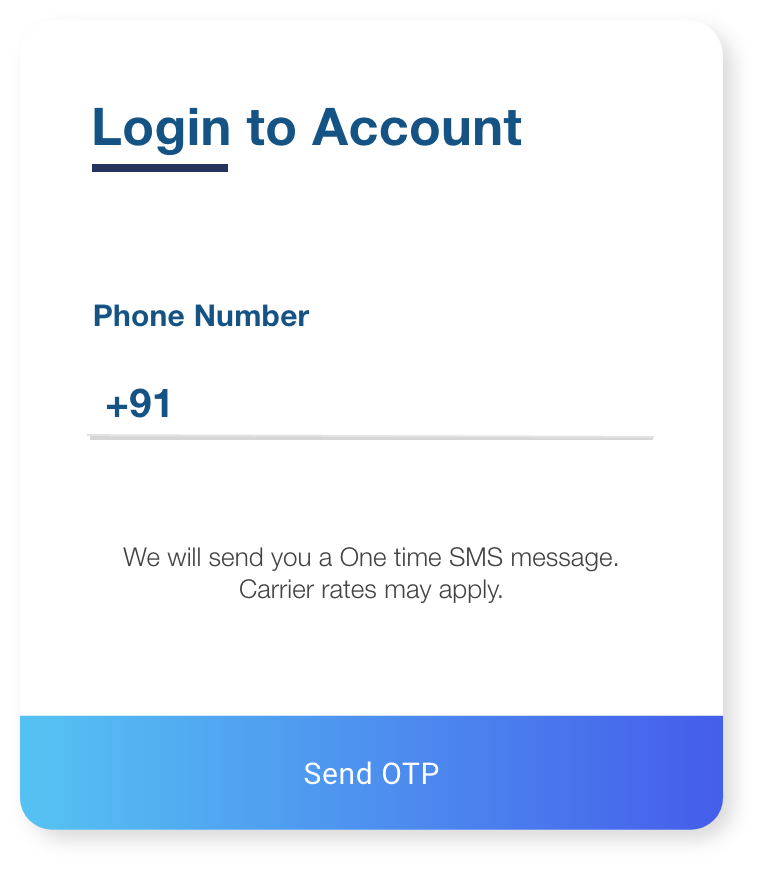 Login to Account
Phone Number
+91
We will send you a One time SMS message.
Carrier rates may apply.
Send OTP